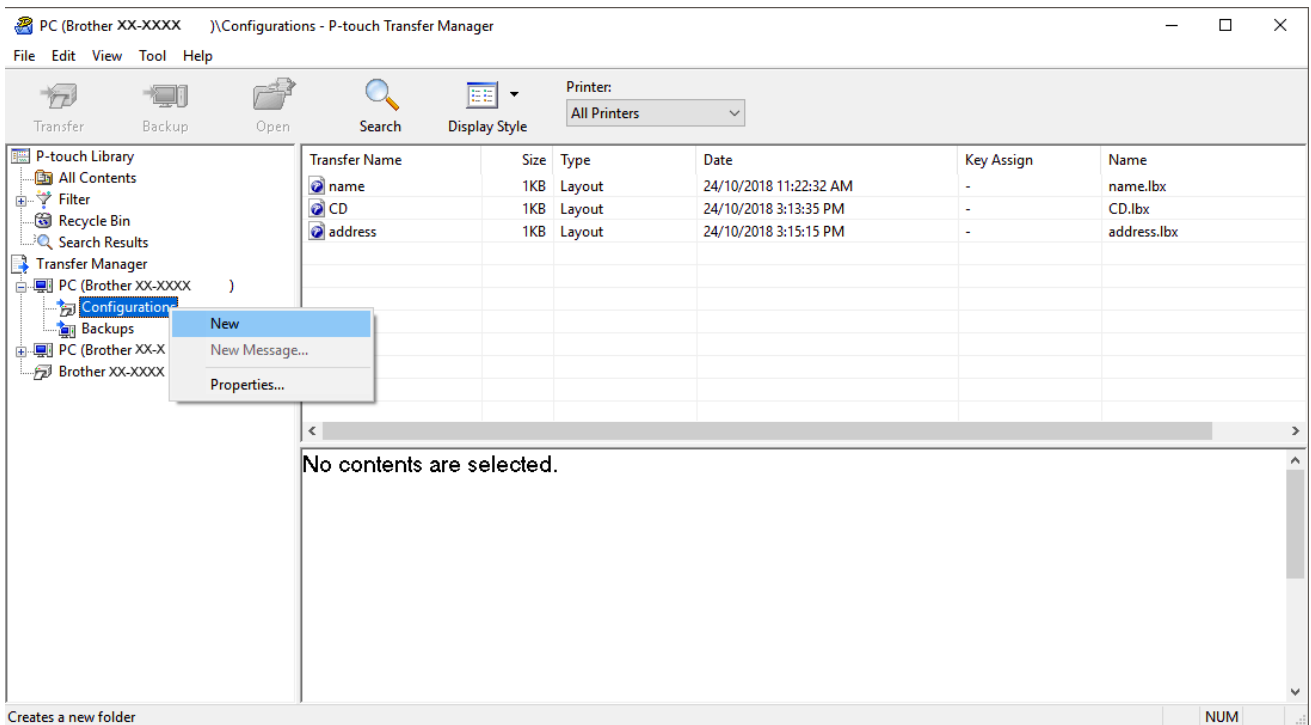 PC (Brother XX-XXXX )\Configurations - P-touch Transfer Manager
File Edit View Tool Help
Transfer Backup Open Search Display Style
Printer:
All Printers
P-touch Library
All Contents
Filter
Recycle Bin
Search Results
Transfer Manager
PC (Brother XX-XXXX )
Configurations
Backups
PC (Brother XX-X
Brother XX-XXXX
New
New Message...
Properties...
Transfer Name Size Type Date Key Assign Name
name 1KB Layout 24/10/2018 11:22:32 AM - name.lbx
CD 1KB Layout 24/10/2018 3:13:35 PM - CD.lbx
address 1KB Layout 24/10/2018 3:15:15 PM - address.lbx
No contents are selected.
Creates a new folder NUM